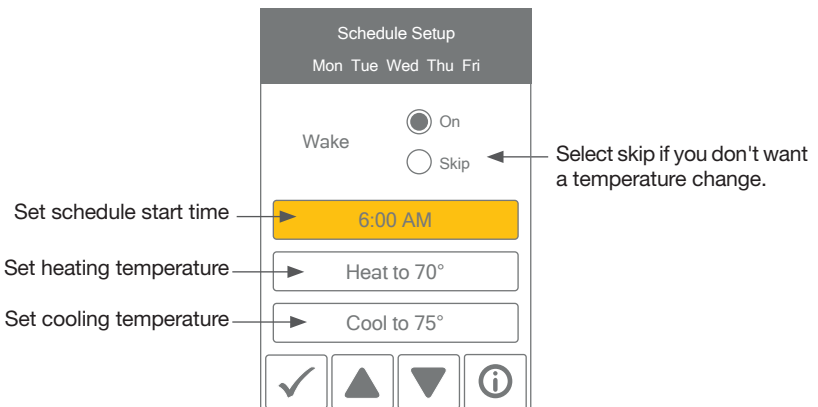 Schedule Setup
Mon Tue Wed Thu Fri
Wake
On
Skip
Select skip if you don't want
a temperature change.
Set schedule start time
6:00 AM
Set heating temperature
Heat to 70°
Set cooling temperature
Cool to 75°